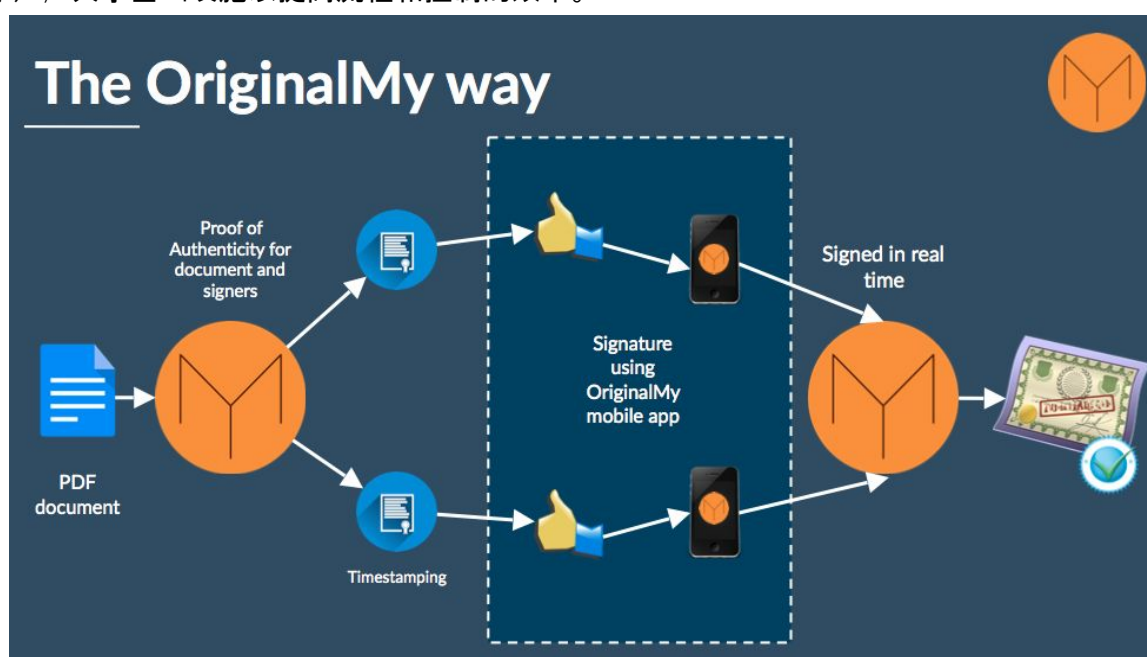 The OriginalMy way
Proof of
Authenticity for
document and
signers
Signed in real
time
Signature
using
OriginalMy
mobile app
PDF
document
Timestamping